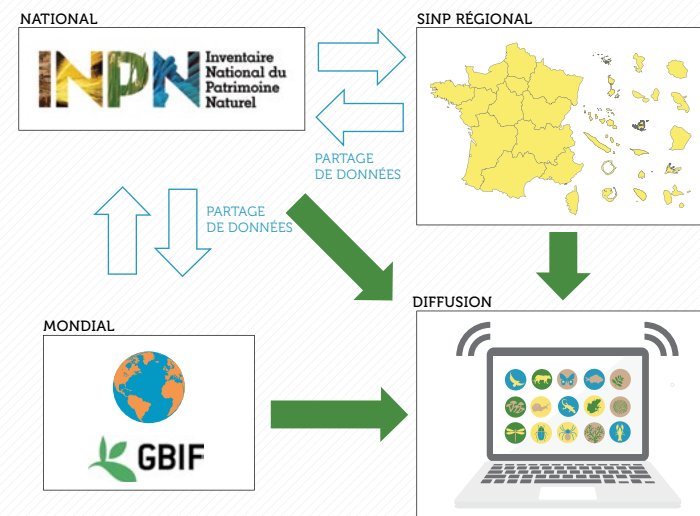 NATIONAL
INPN
Inventaire
National du
Patrimoine
Naturel
SINP RÉGIONAL
PARTAGE
DE DONNÉES
PARTAGE
DE DONNÉES
MONDIAL
GBIF
DIFFUSION